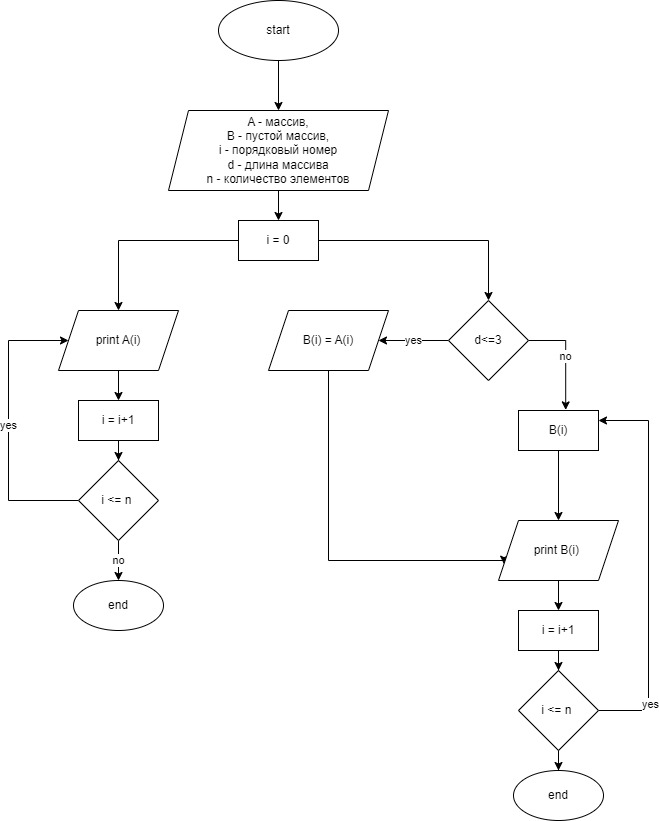 start
A - массив,
B - пустой массив,
i - порядковый номер
d - длина массива
n - количество элементов
i = 0
print A(i)
B(i) = A(i)
yes
d<=3
no
i = i+1
yes
B(i)
i <= n
no
print B(i)
end
i = i+1
i <= n
yes
end